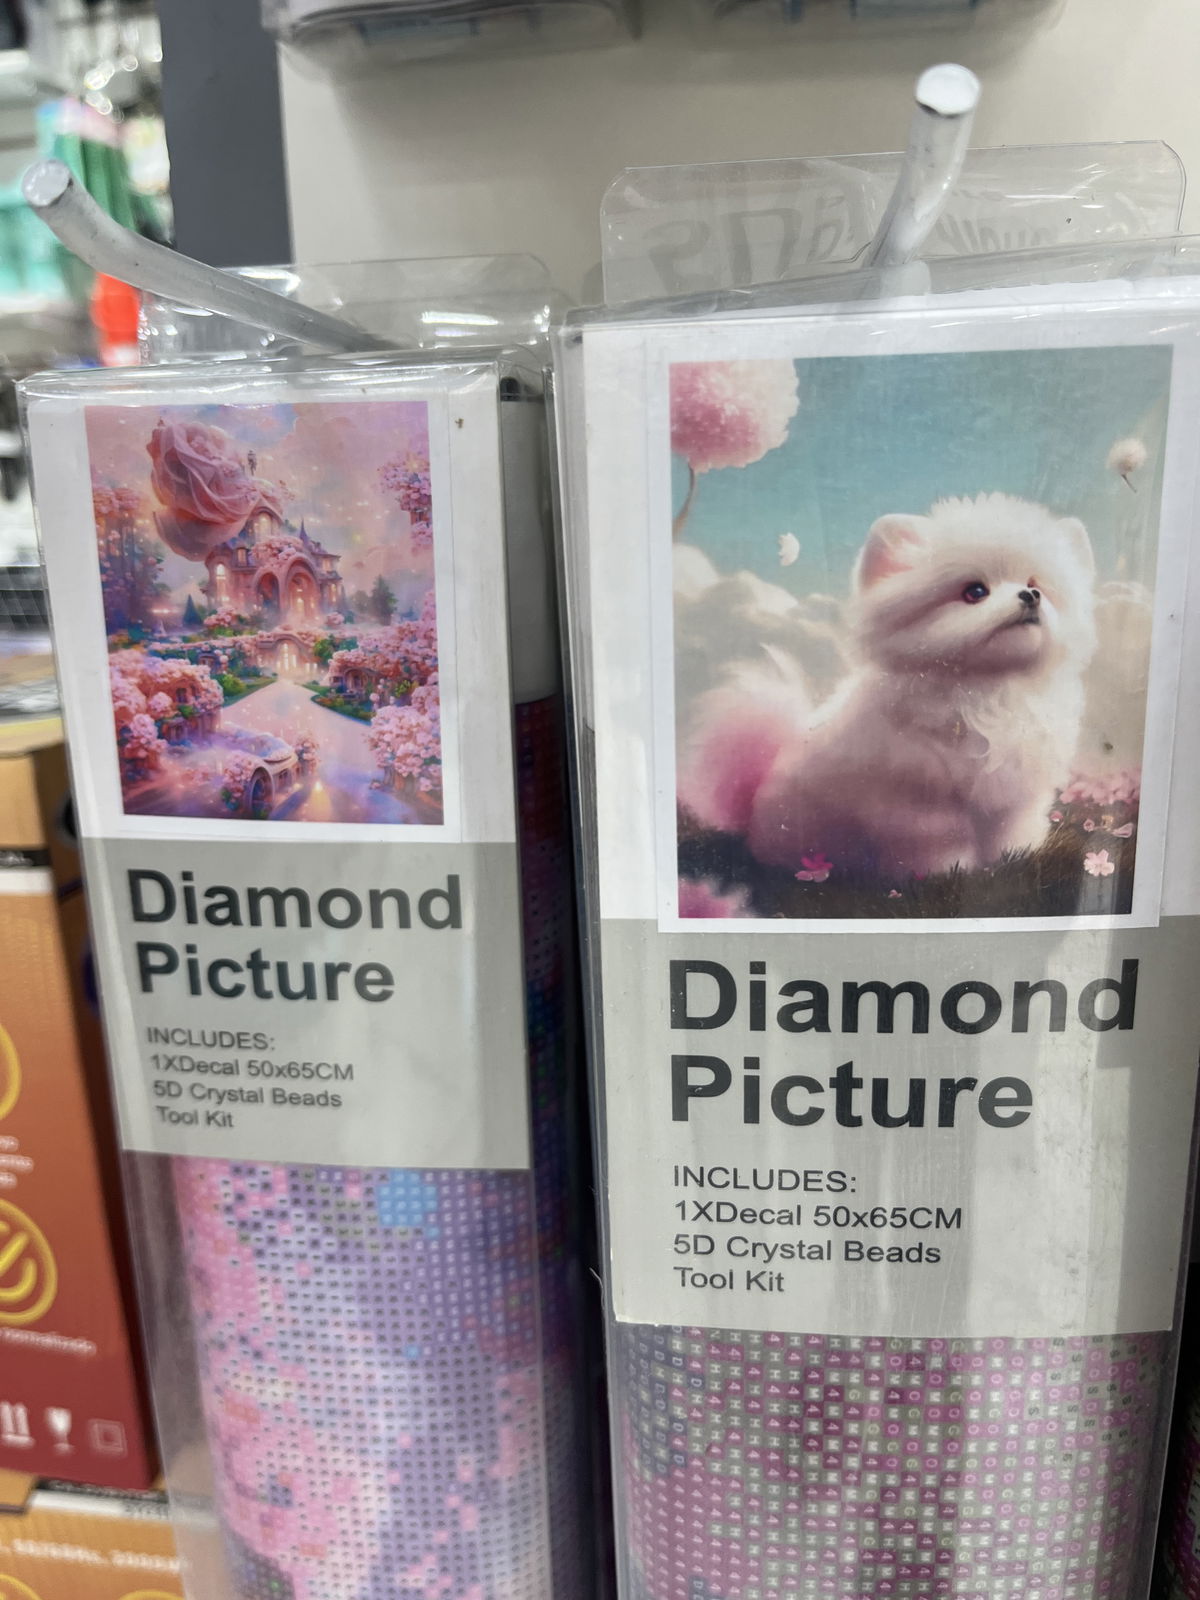 Diamond
Picture
INCLUDES:
1XDecal 50x65CM
5D Crystal Beads
Tool Kit
Diamond
Picture
INCLUDES:
1XDecal 50x65CM
5D Crystal Beads
Tool Kit